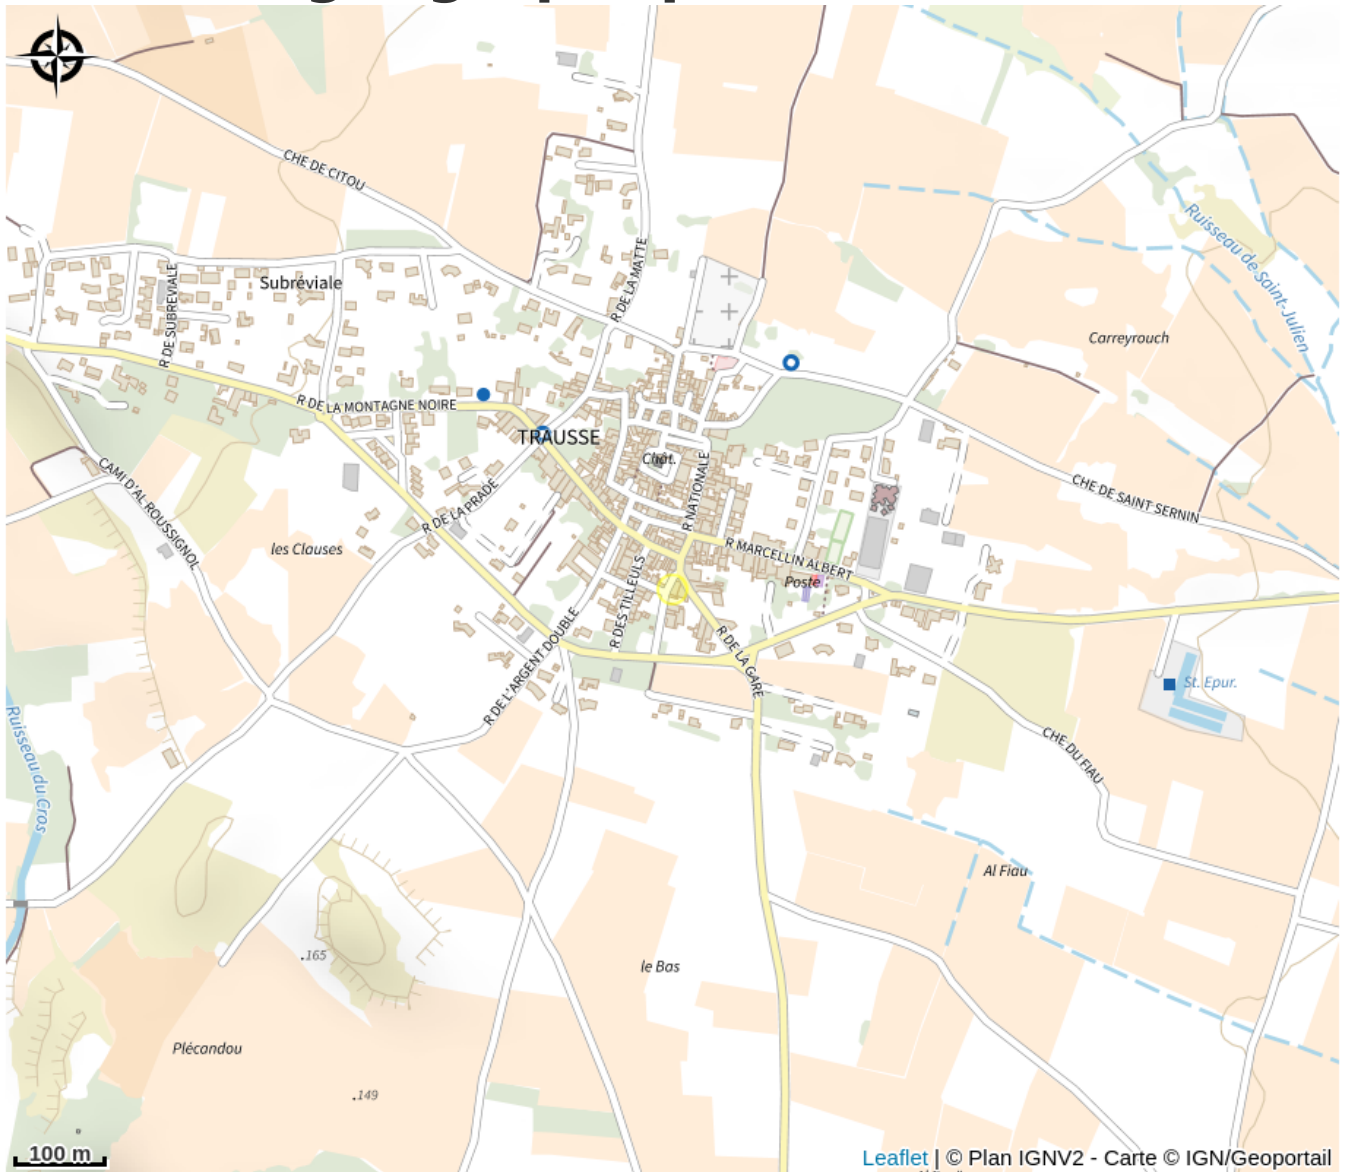 CHE DE CITOU
R DE LA MATTE
Ruisseau de Saint-Julien
Subréviale
R DE SUBREVIALE
Carreyrouch
R DE LA MONTAGNE NOIRE
TRAUSSE
Chât.
R NATIONALE
CAMI D'AL ROUSSIGNOL
R DE LA PRADE
CHE DE SAINT SERNIN
les Clauses
R MARCELLIN ALBERT
Poste
R DES TILLEULS
R DE L'ARGENT DOUBLE
R DE LA GARE
St. Epur.
Ruisseau du Cros
CHE DU FIAU
Al Fiau
.165
le Bas
Plécandou
.149
100 m
Leaflet | © Plan IGNV2 - Carte © IGN/Geoportail